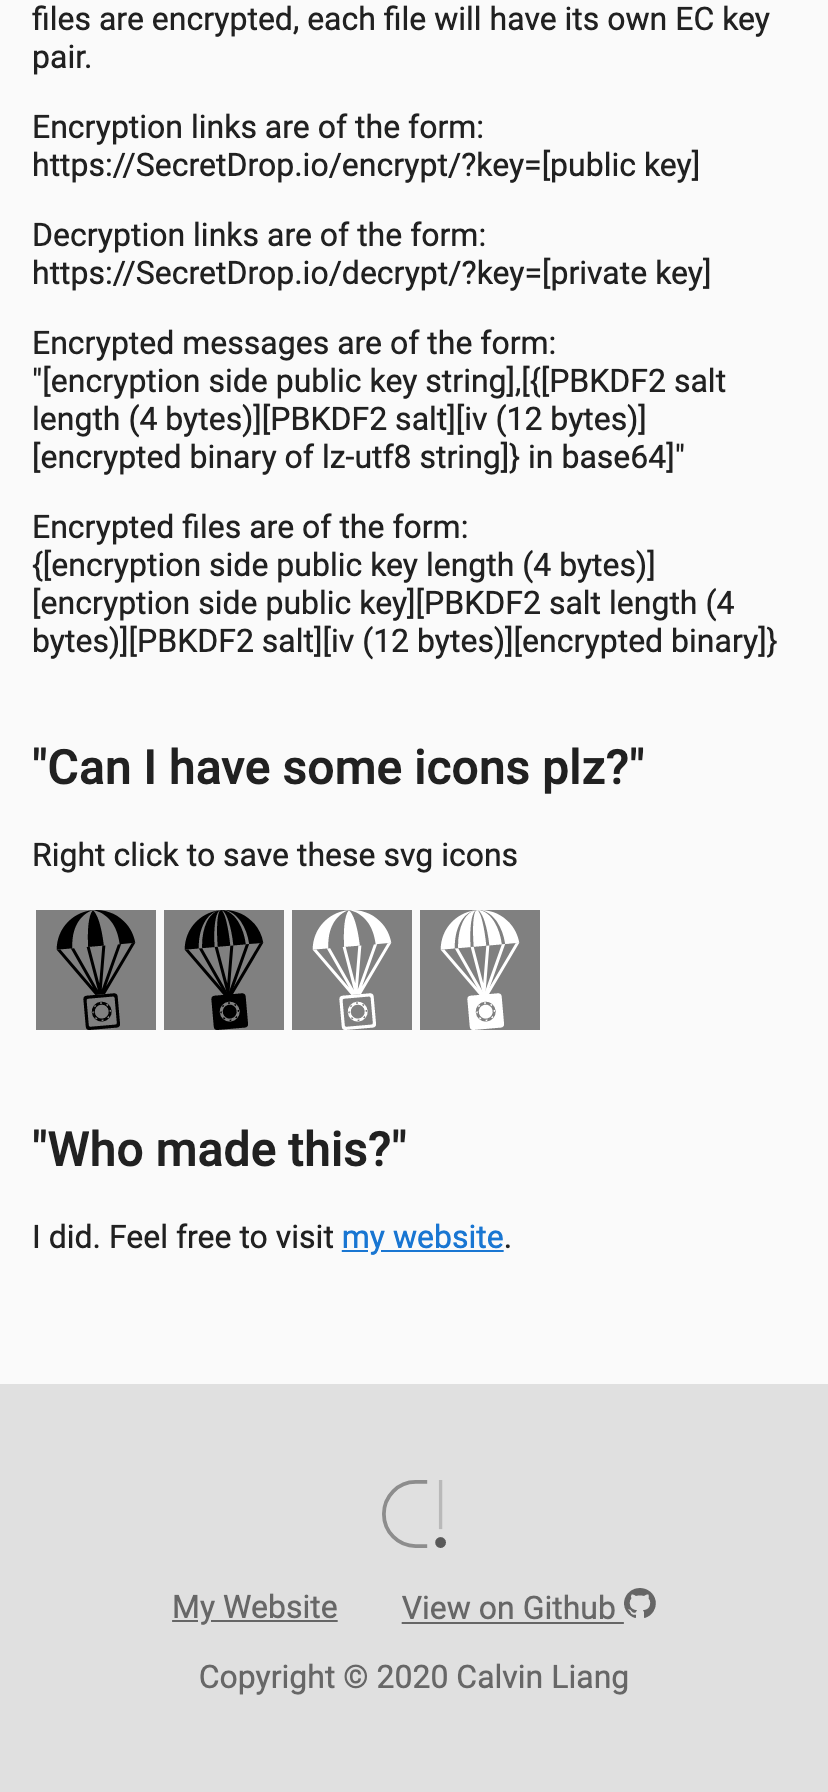 files are encrypted, each file will have its own EC key
pair.
Encryption links are of the form:
https://SecretDrop.io/encrypt/?key=[public key]
Decryption links are of the form:
https://SecretDrop.io/decrypt/?key=[private key]
Encrypted messages are of the form:
"[encryption side public key string],[{[PBKDF2 salt
length (4 bytes)][PBKDF2 salt][iv (12 bytes)]
[encrypted binary of lz-utf8 string]} in base64]"
Encrypted files are of the form:
{[encryption side public key length (4 bytes)]
[encryption side public key][PBKDF2 salt length (4
bytes)][PBKDF2 salt][iv (12 bytes)][encrypted binary]}
"Can I have some icons plz?"
Right click to save these svg icons
"Who made this?"
I did. Feel free to visit my website.
C!
My Website View on Github
Copyright © 2020 Calvin Liang